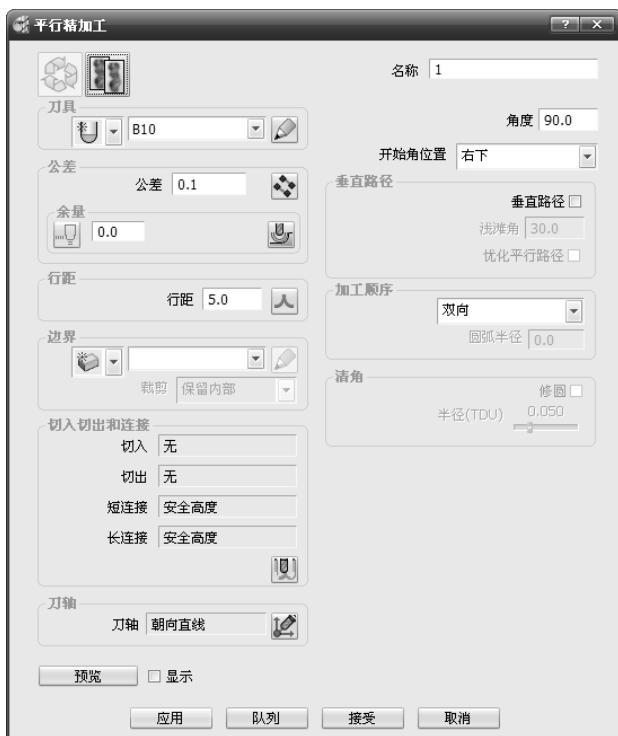 平行精加工
名称 1
刀具
B10
角度 90.0
开始角位置 右下
公差
公差 0.1
余量
0.0
垂直路径
垂直路径
浅滩角 30.0
优化平行路径
行距
行距 5.0
加工顺序
双向
圆弧半径 0.0
边界
裁剪 保留内部
清角
修圆
半径(TDU) 0.050
切入切出和连接
切入 无
切出 无
短连接 安全高度
长连接 安全高度
刀轴
刀轴 朝向直线
预览 显示
应用 队列 接受 取消